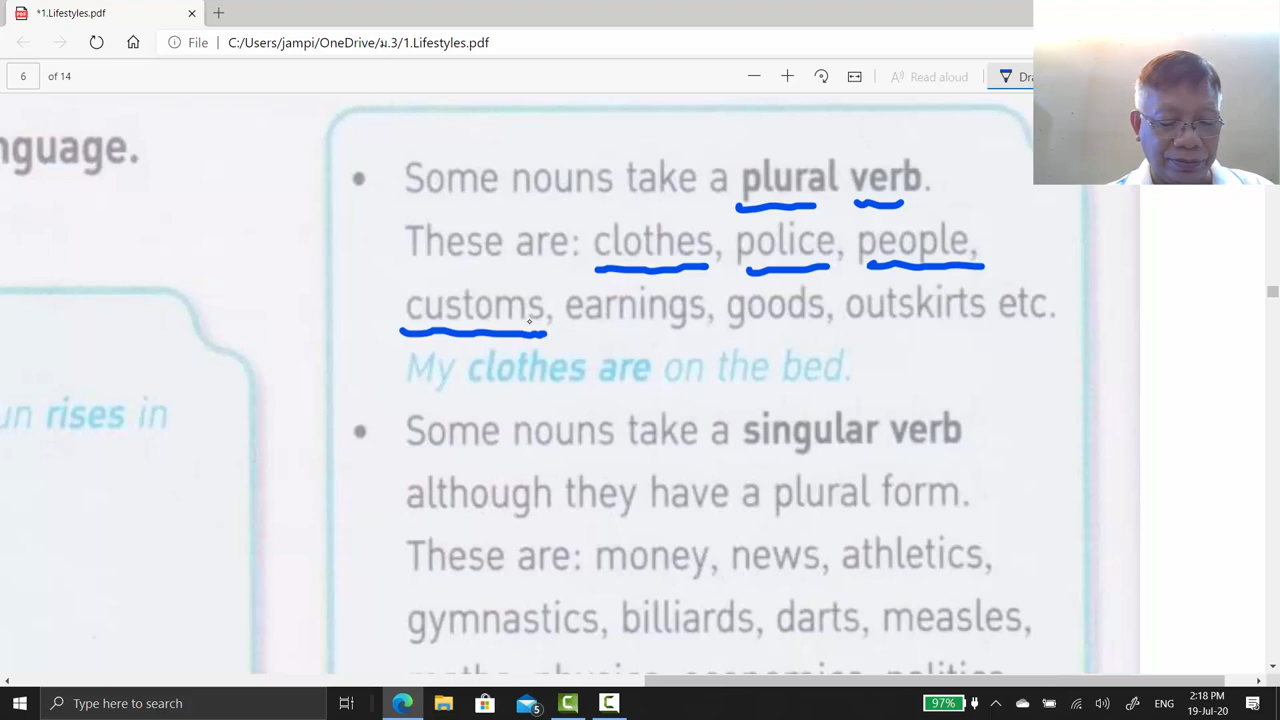 *1.Lifestyles.pdf
File C:/Users/jampi/OneDrive/ม.3/1.Lifestyles.pdf
6 of 14
Read aloud
nguage.
• Some nouns take a plural verb.
These are: clothes, police, people,
customs, earnings, goods, outskirts etc.
My clothes are on the bed.
• Some nouns take a singular verb
un rises in
although they have a plural form.
These are: money, news, athletics,
gymnastics, billiards, darts, measles,
Type here to search
5
97%
ENG
2:18 PM
19-Jul-20